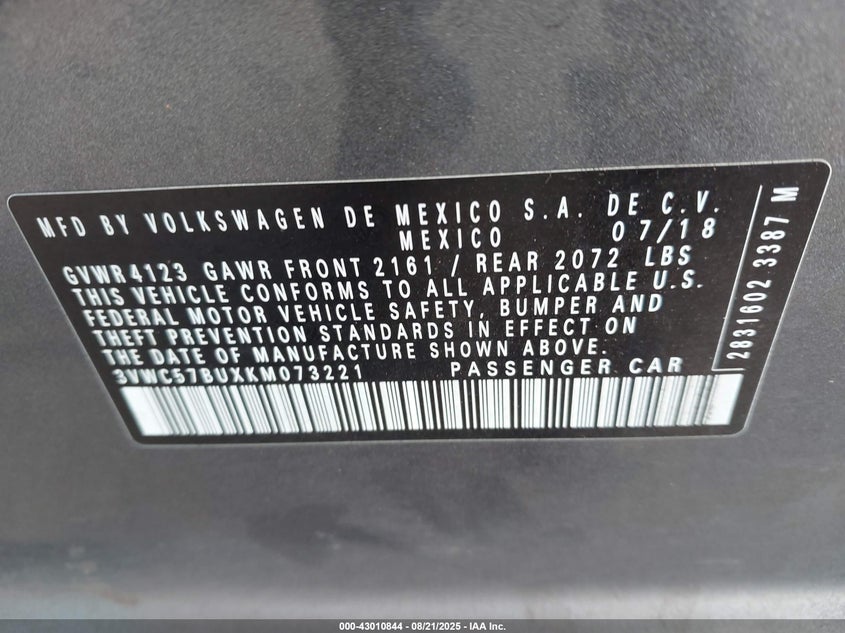 MFD BY VOLKSWAGEN DE MEXICO S.A. DE C.V.
MEXICO 07/18
GVWR 4123 GAWR FRONT 2161 / REAR 2072 LBS
THIS VEHICLE CONFORMS TO ALL APPLICABLE U.S.
FEDERAL MOTOR VEHICLE SAFETY, BUMPER AND
THEFT PREVENTION STANDARDS IN EFFECT ON
THE DATE OF MANUFACTURE SHOWN ABOVE.
3VWC57BUXKM073221 PASSENGER CAR
2831602 3387 M
000-43010844 - 08/21/2025 - IAA Inc.